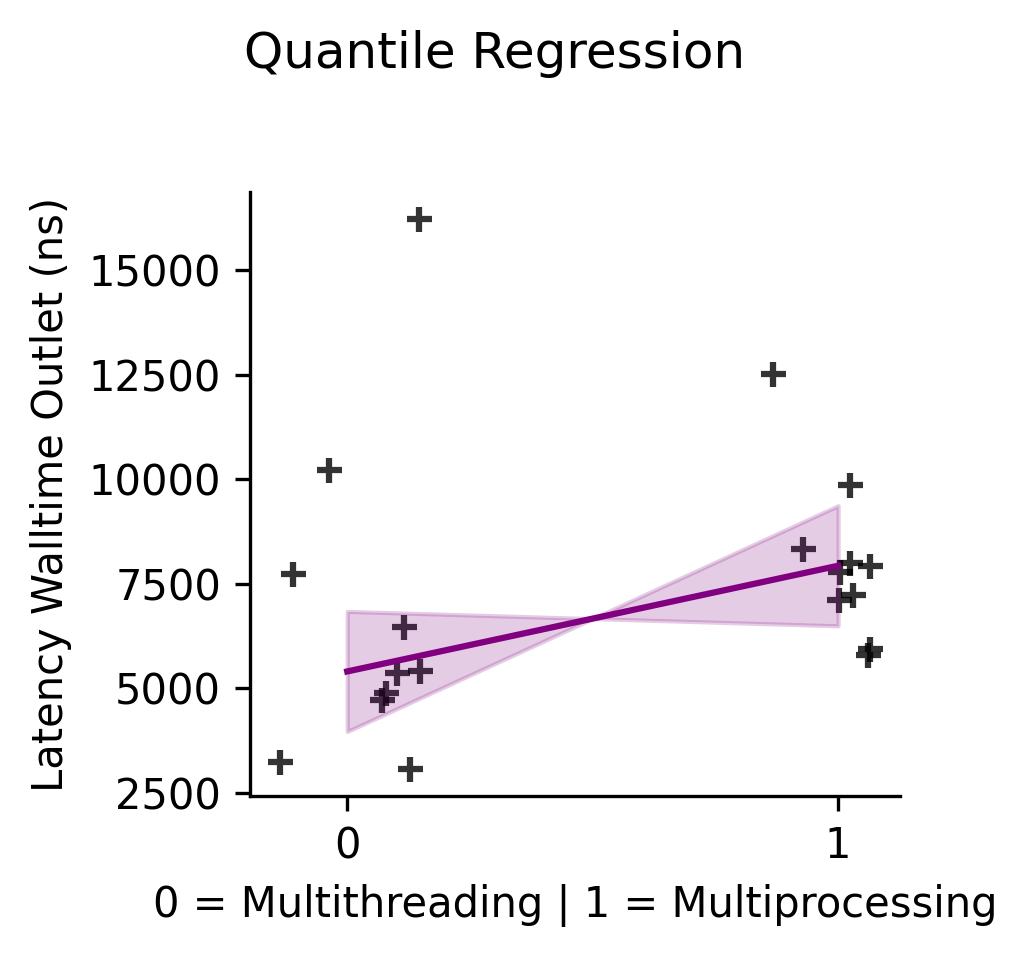 Quantile Regression
Latency Walltime Outlet (ns)
15000
12500
10000
7500
5000
2500
0 1
0 = Multithreading | 1 = Multiprocessing